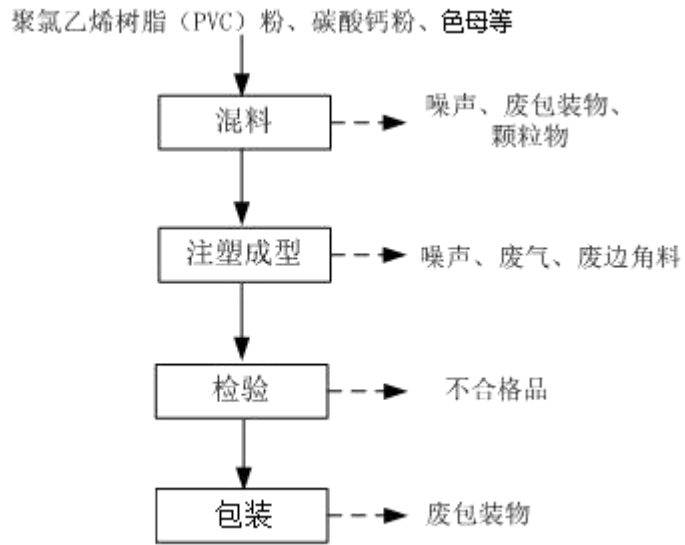 聚氯乙烯树脂（PVC）粉、碳酸钙粉、色母等
混料
噪声、废包装物、
颗粒物
注塑成型
噪声、废气、废边角料
检验
不合格品
包装
废包装物